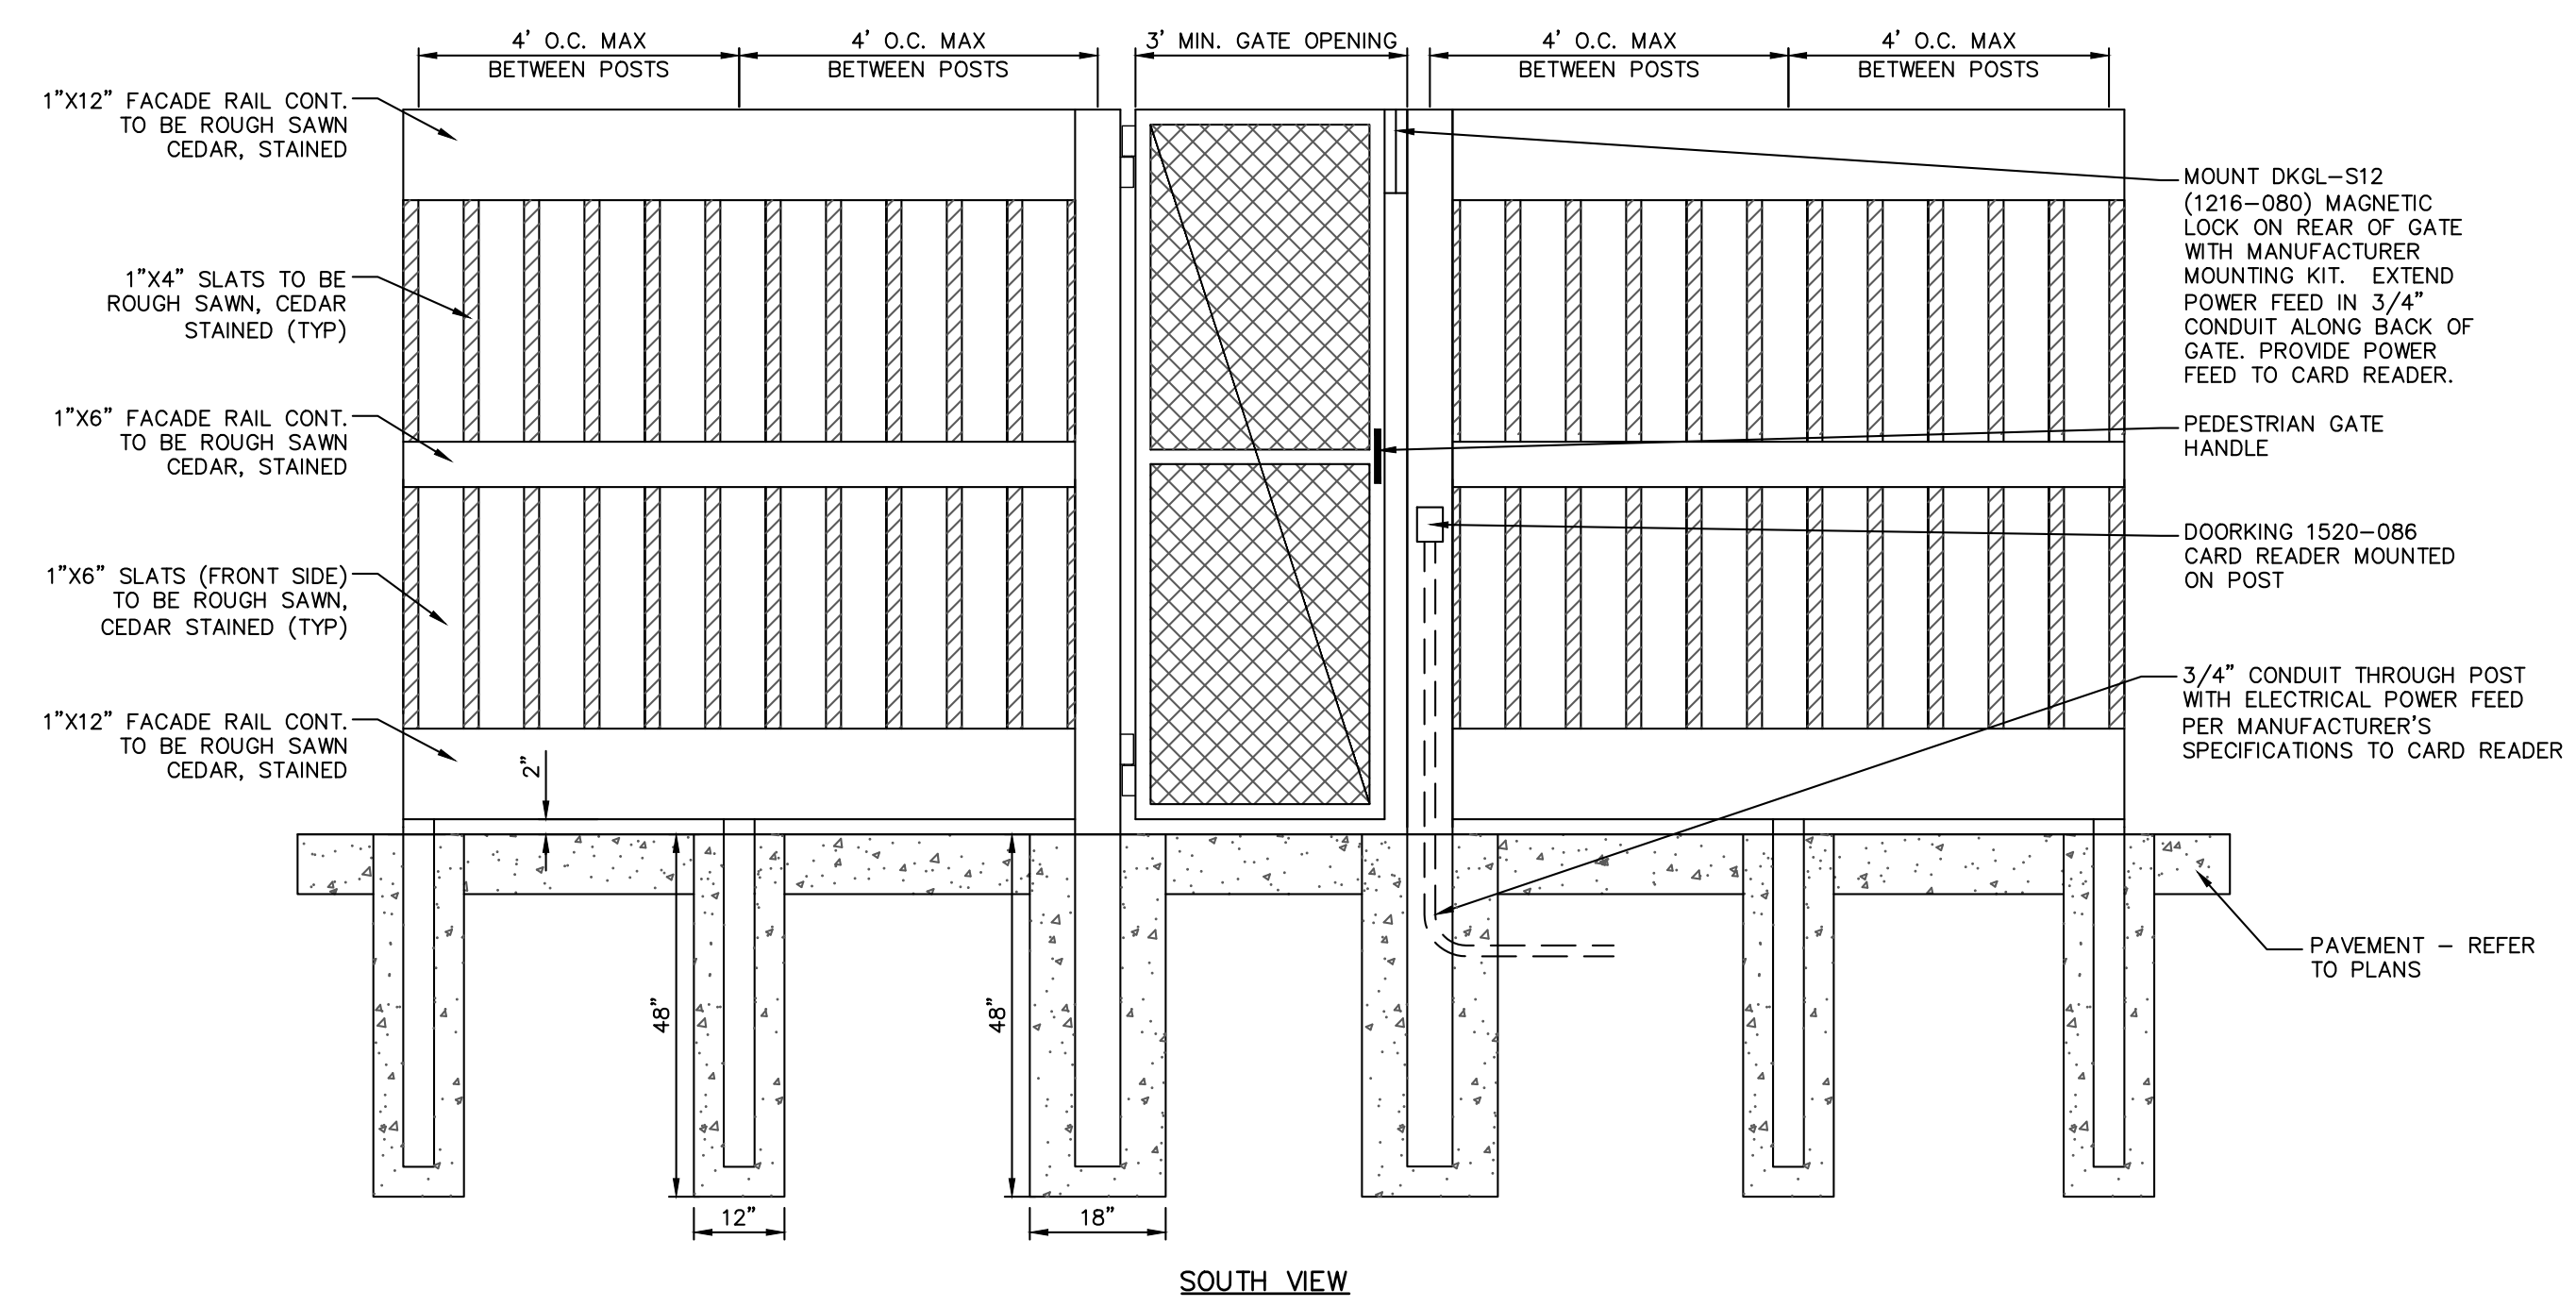 4' O.C. MAX
BETWEEN POSTS
4' O.C. MAX
BETWEEN POSTS
3' MIN. GATE OPENING
4' O.C. MAX
BETWEEN POSTS
4' O.C. MAX
BETWEEN POSTS
1"X12" FACADE RAIL CONT.
TO BE ROUGH SAWN
CEDAR, STAINED
1"X4" SLATS TO BE
ROUGH SAWN, CEDAR
STAINED (TYP)
1"X6" FACADE RAIL CONT.
TO BE ROUGH SAWN
CEDAR, STAINED
1"X6" SLATS (FRONT SIDE)
TO BE ROUGH SAWN,
CEDAR STAINED (TYP)
1"X12" FACADE RAIL CONT.
TO BE ROUGH SAWN
CEDAR, STAINED
2"
MOUNT DKGL-S12
(1216-080) MAGNETIC
LOCK ON REAR OF GATE
WITH MANUFACTURER
MOUNTING KIT. EXTEND
POWER FEED IN 3/4"
CONDUIT ALONG BACK OF
GATE. PROVIDE POWER
FEED TO CARD READER.
PEDESTRIAN GATE
HANDLE
DOORKING 1520-086
CARD READER MOUNTED
ON POST
3/4" CONDUIT THROUGH POST
WITH ELECTRICAL POWER FEED
PER MANUFACTURER'S
SPECIFICATIONS TO CARD READER
PAVEMENT - REFER
TO PLANS
48"
48"
12"
18"
SOUTH VIEW